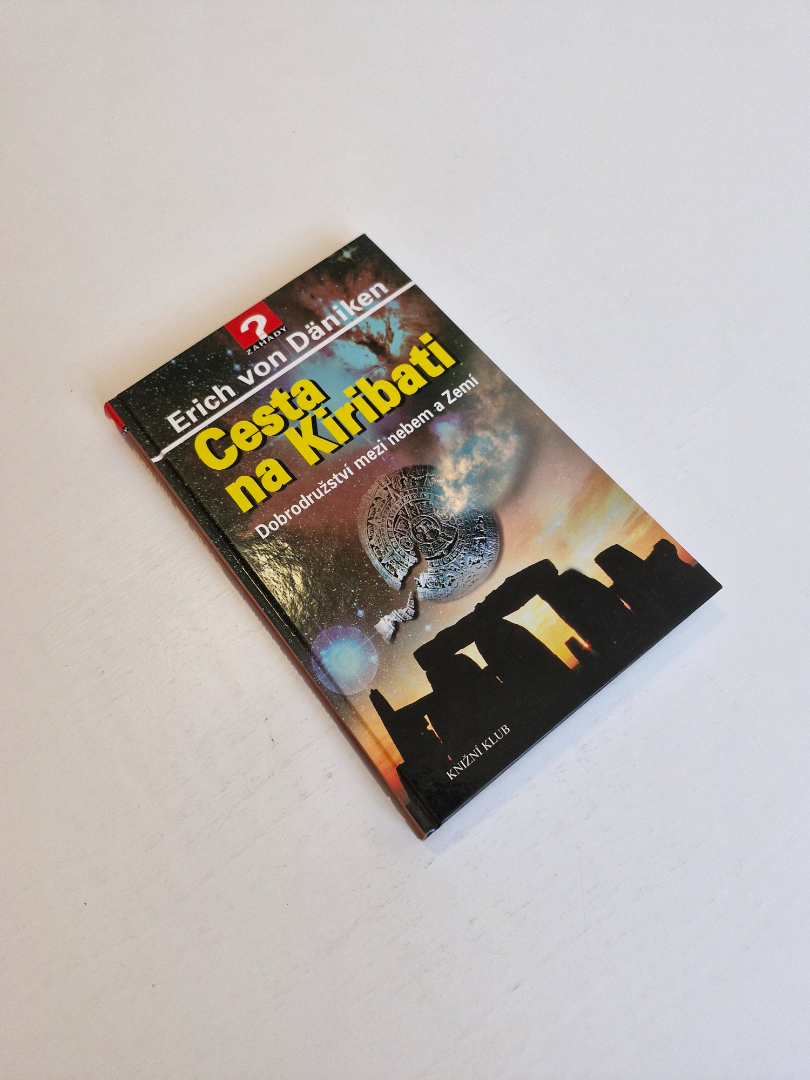 ?
ZÁHADY
Erich von Däniken
Cesta
na Kiribati
Dobrodružství mezi nebem a Zemí
KNIŽNÍ KLUB